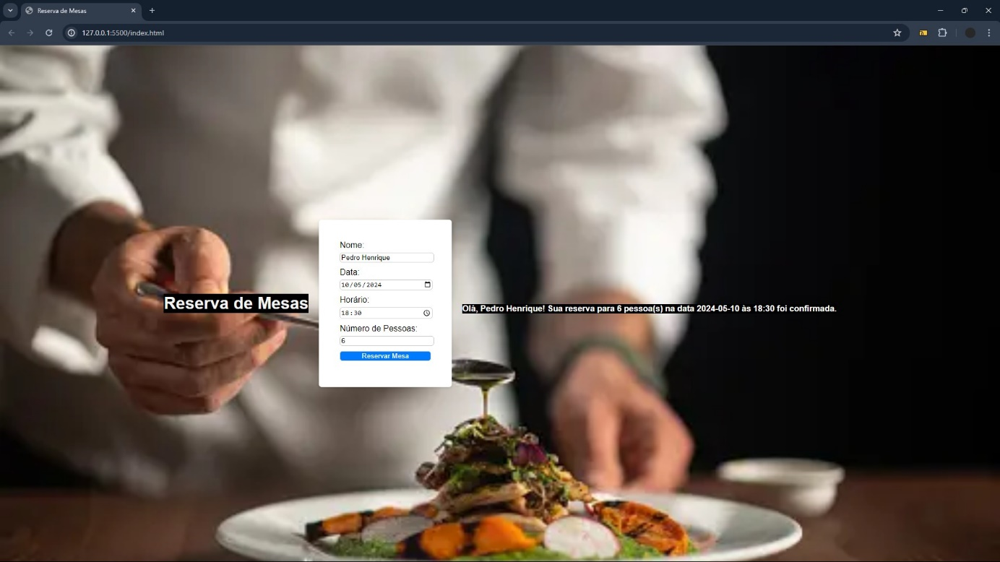 Reserva de Mesas
127.0.0.1:5500/index.html
Reserva de Mesas
Nome:
Pedro Henrique
Data:
10/05/2024
Horário:
18:30
Número de Pessoas:
6
Reservar Mesa
Olá, Pedro Henrique! Sua reserva para 6 pessoa(s) na data 2024-05-10 às 18:30 foi confirmada.